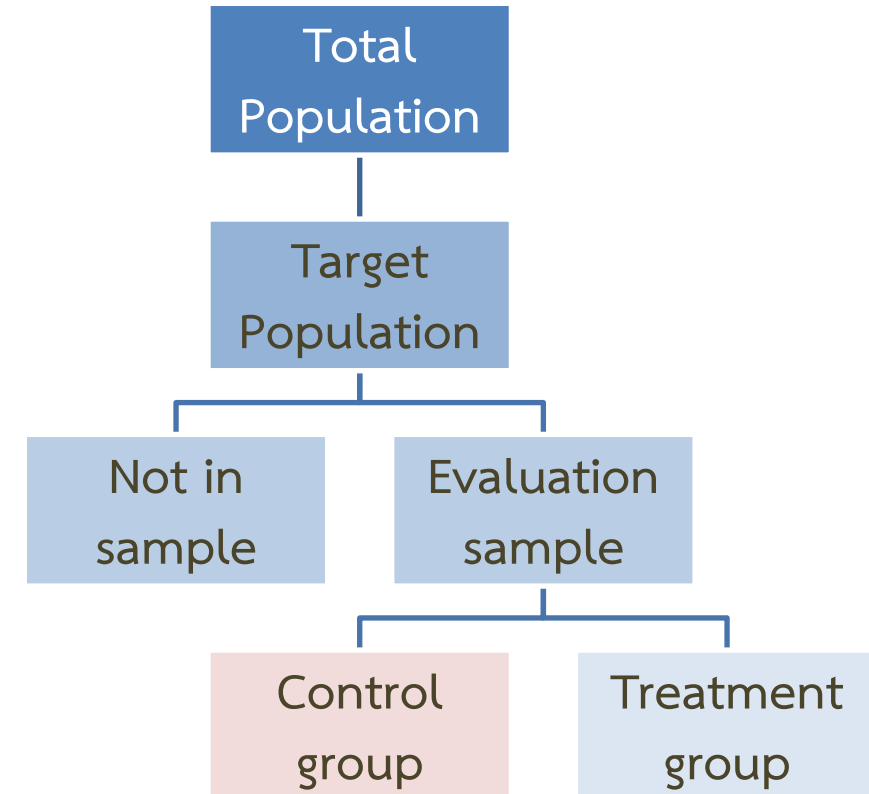 Total
Population
Target
Population
Not in
sample
Evaluation
sample
Control
group
Treatment
group